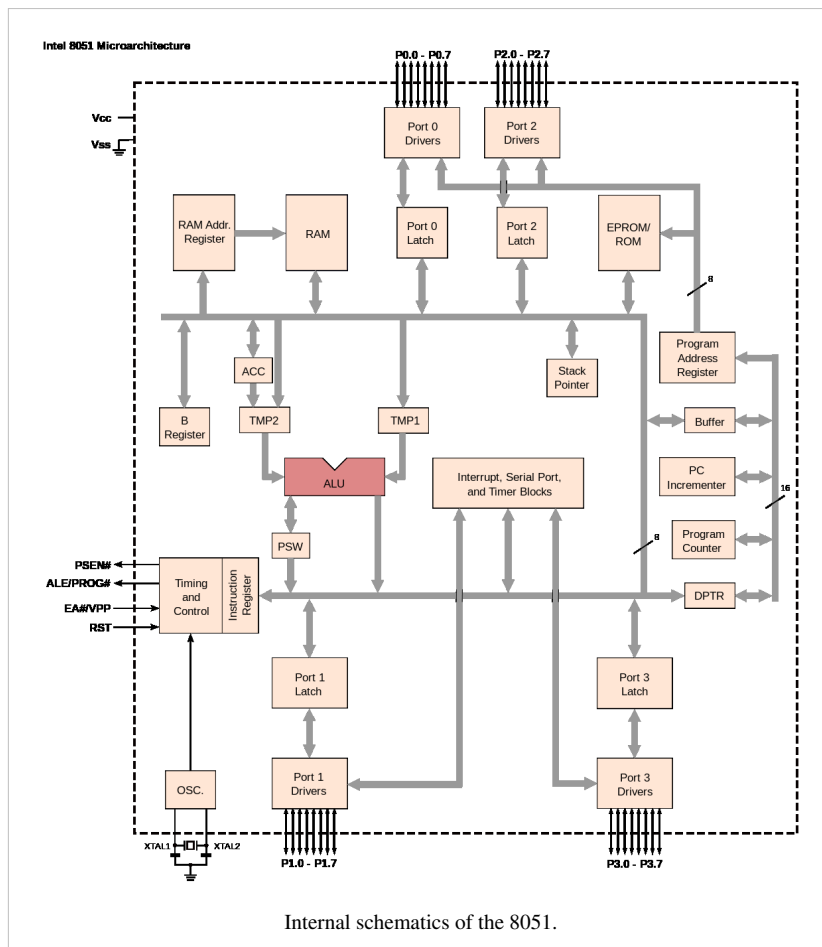 Intel 8051 Microarchitecture
P0.0 - P0.7
P2.0 - P2.7
Vcc
Vss
Port 0
Drivers
Port 2
Drivers
RAM Addr.
Register
RAM
Port 0
Latch
Port 2
Latch
EPROM/
ROM
8
Program
Address
Register
ACC
Stack
Pointer
B
Register
TMP2
TMP1
Buffer
ALU
Interrupt, Serial Port,
and Timer Blocks
PC
Incrementer
16
PSW
8
Program
Counter
PSEN#
ALE/PROG#
EA#/VPP
RST
Timing
and
Control
Instruction
Register
DPTR
Port 1
Latch
Port 3
Latch
OSC.
Port 1
Drivers
Port 3
Drivers
XTAL1
XTAL2
P1.0 - P1.7
P3.0 - P3.7
Internal schematics of the 8051.